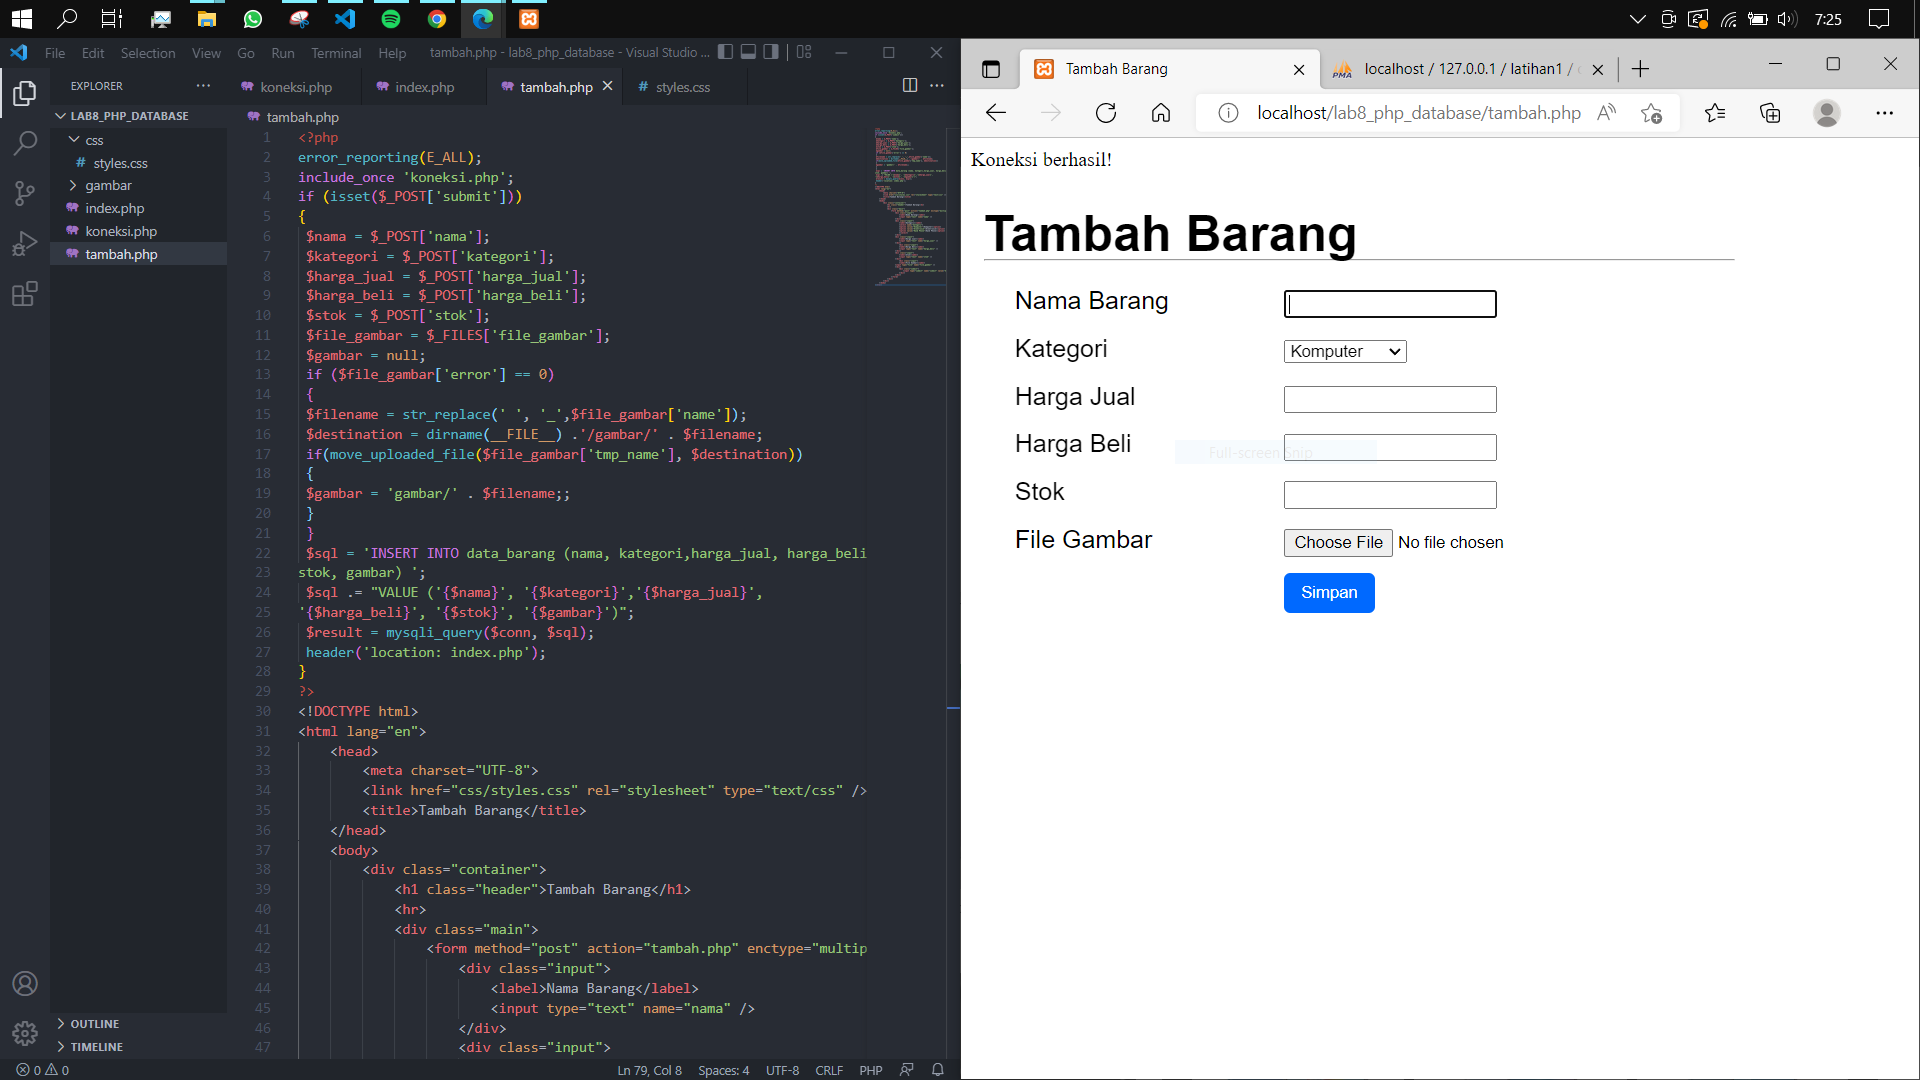 7:25
File Edit Selection View Go Run Terminal Help tambah.php - lab8_php_database - Visual Studio ...
EXPLORER ...
koneksi.php index.php tambah.php # styles.css
LAB8_PHP_DATABASE
css
# styles.css
gambar
index.php
koneksi.php
tambah.php
OUTLINE
TIMELINE
tambah.php
1 <?php
2 error_reporting(E_ALL);
3 include_once 'koneksi.php';
4 if (isset($_POST['submit']))
5 {
6 $nama = $_POST['nama'];
7 $kategori = $_POST['kategori'];
8 $harga_jual = $_POST['harga_jual'];
9 $harga_beli = $_POST['harga_beli'];
10 $stok = $_POST['stok'];
11 $file_gambar = $_FILES['file_gambar'];
12 $gambar = null;
13 if ($file_gambar['error'] == 0)
14 {
15 $filename = str_replace(' ', '_',$file_gambar['name']);
16 $destination = dirname(__FILE__) .'/gambar/' . $filename;
17 if(move_uploaded_file($file_gambar['tmp_name'], $destination))
18 {
19 $gambar = 'gambar/' . $filename;;
20 }
21 }
22 $sql = 'INSERT INTO data_barang (nama, kategori,harga_jual, harga_beli
23 stok, gambar) ';
24 $sql .= "VALUE ('{$nama}', '{$kategori}','{$harga_jual}',
25 '{$harga_beli}', '{$stok}', '{$gambar}')";
26 $result = mysqli_query($conn, $sql);
27 header('location: index.php');
28 }
29 ?>
30 <!DOCTYPE html>
31 <html lang="en">
32 <head>
33 <meta charset="UTF-8">
34 <link href="css/styles.css" rel="stylesheet" type="text/css" />
35 <title>Tambah Barang</title>
36 </head>
37 <body>
38 <div class="container">
39 <h1 class="header">Tambah Barang</h1>
40 <hr>
41 <div class="main">
42 <form method="post" action="tambah.php" enctype="multip
43 <div class="input">
44 <label>Nama Barang</label>
45 <input type="text" name="nama" />
46 </div>
47 <div class="input">
0 0 Ln 79, Col 8 Spaces: 4 UTF-8 CRLF PHP
Tambah Barang
PMA localhost / 127.0.0.1 / latihan1 /
localhost/lab8_php_database/tambah.php
Koneksi berhasil!
Tambah Barang
Nama Barang
Kategori Komputer
Harga Jual
Harga Beli
Full-screen Snip
Stok
File Gambar Choose File No file chosen
Simpan